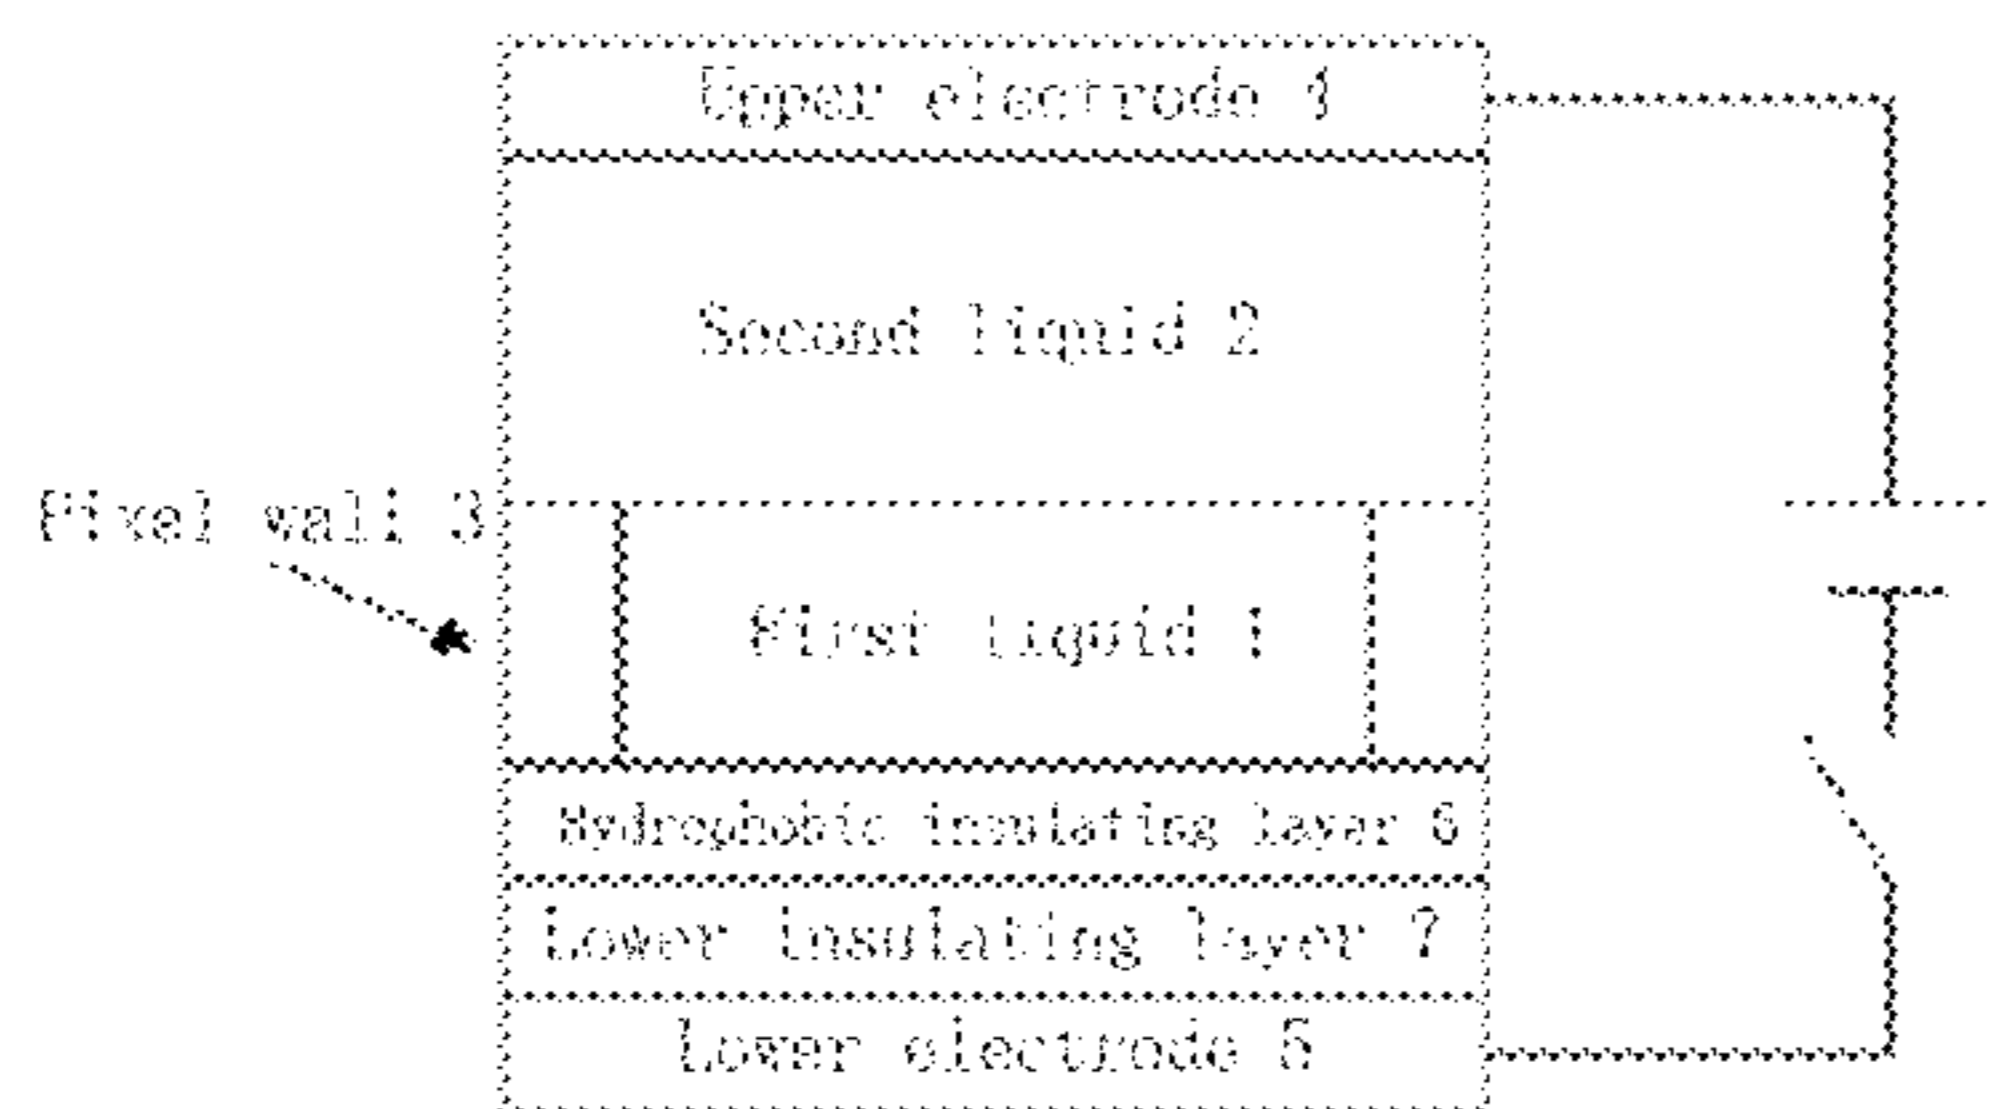 Upper electrode 4
Second liquid 2
Pixel wall 3
First liquid 1
Hydrophobic insulating layer 6
Lower insulating layer 7
Lower electrode 5